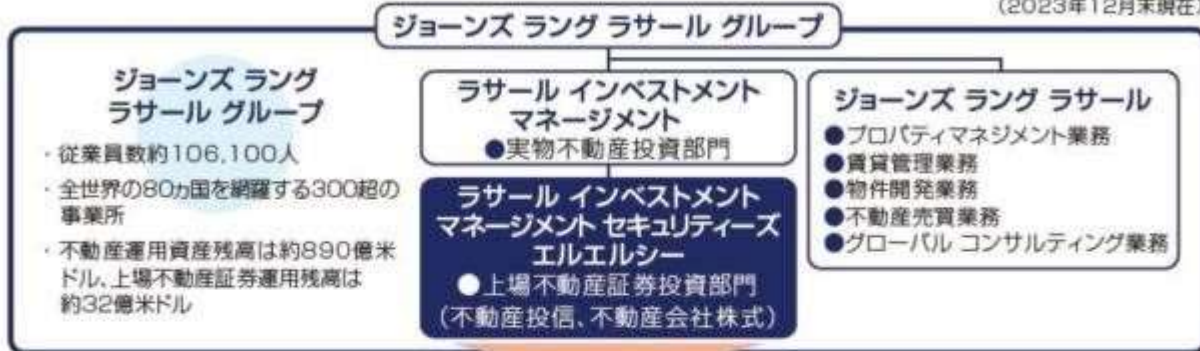 (2023年12月末現在)
ジョーンズ ラング ラサール グループ
ジョーンズ ラング
ラサール グループ
・従業員数約106,100人
・全世界の80ヵ国を網羅する300超の
事業所
・不動産運用資産残高は約890億米
ドル、上場不動産証券運用残高は
約32億米ドル
ラサール インベストメント
マネージメント
●実物不動産投資部門
ラサール インベストメント
マネージメント セキュリティーズ
エルエルシー
●上場不動産証券投資部門
(不動産投信、不動産会社株式)
ジョーンズ ラング ラサール
●プロパティマネジメント業務
●賃貸管理業務
●物件開発業務
●不動産売買業務
●グローバル コンサルティング業務